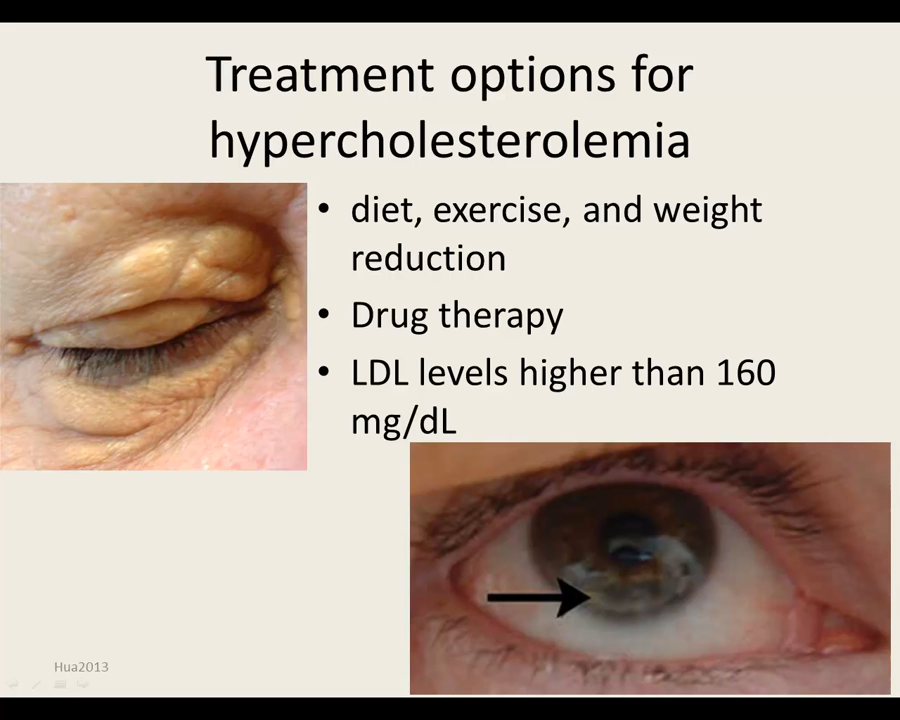 Treatment options for
hypercholesterolemia
• diet, exercise, and weight
reduction
• Drug therapy
• LDL levels higher than 160
mg/dL
Hua2013